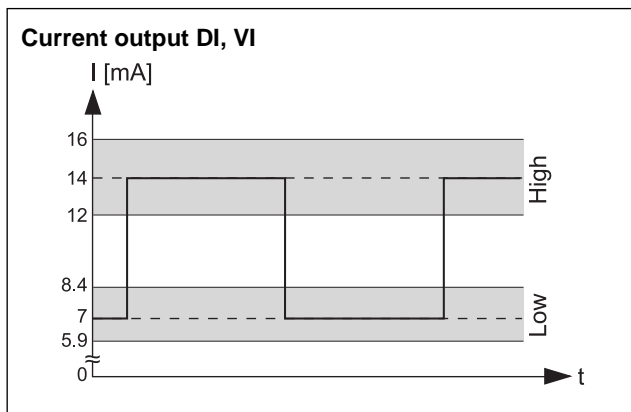 Current output DI, VI
I [mA]
16
14
12
8.4
7
5.9
0
High
Low
t